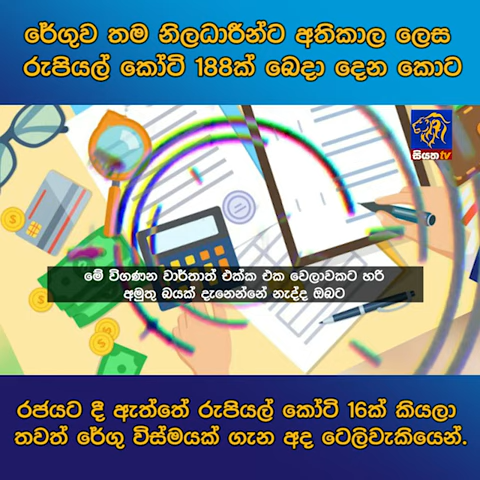 රේගුව තම නිලධාරීන්ට අතිකාල ලෙස
රුපියල් කෝටි 188ක් බෙදා දෙන කොට
සියත tv
මේ විගණන වාර්තාත් එක්ක එක වෙලාවකට හරි
අමුතු බයක් දැනෙන්නේ නැද්ද ඔබට
රජයට දී ඇත්තේ රුපියල් කෝටි 16ක් කියලා
තවත් රේගු විස්මයක් ගැන අද ටෙලිවැකියෙන්.